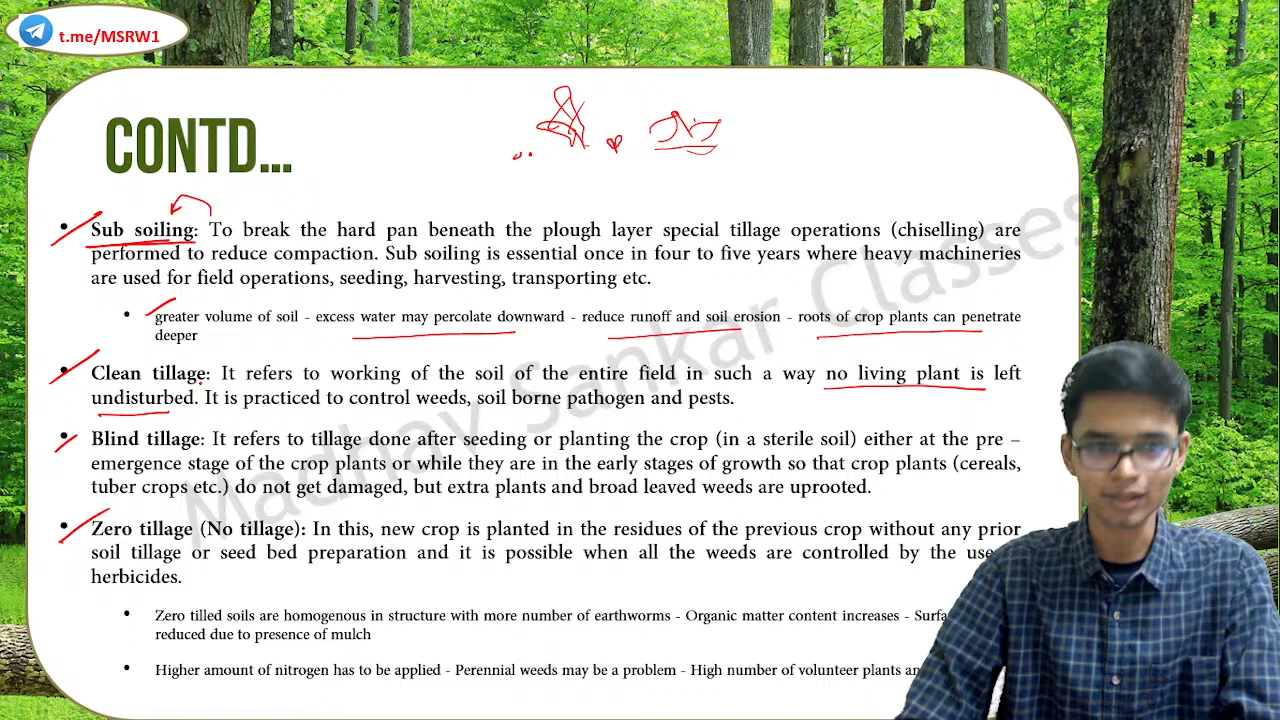 t.me/MSRW1
CONTD...
• Sub soiling: To break the hard pan beneath the plough layer special tillage operations (chiselling) are
performed to reduce compaction. Sub soiling is essential once in four to five years where heavy machineries
are used for field operations, seeding, harvesting, transporting etc.
• greater volume of soil - excess water may percolate downward - reduce runoff and soil erosion - roots of crop plants can penetrate
deeper
• Clean tillage: It refers to working of the soil of the entire field in such a way no living plant is left
undisturbed. It is practiced to control weeds, soil borne pathogen and pests.
• Blind tillage: It refers to tillage done after seeding or planting the crop (in a sterile soil) either at the pre –
emergence stage of the crop plants or while they are in the early stages of growth so that crop plants (cereals,
tuber crops etc.) do not get damaged, but extra plants and broad leaved weeds are uprooted.
• Zero tillage (No tillage): In this, new crop is planted in the residues of the previous crop without any prior
soil tillage or seed bed preparation and it is possible when all the weeds are controlled by the use
herbicides.
• Zero tilled soils are homogenous in structure with more number of earthworms - Organic matter content increases -
reduced due to presence of mulch
• Higher amount of nitrogen has to be applied - Perennial weeds may be a problem - High number of volunteer plants
Madhav Sankar Classes